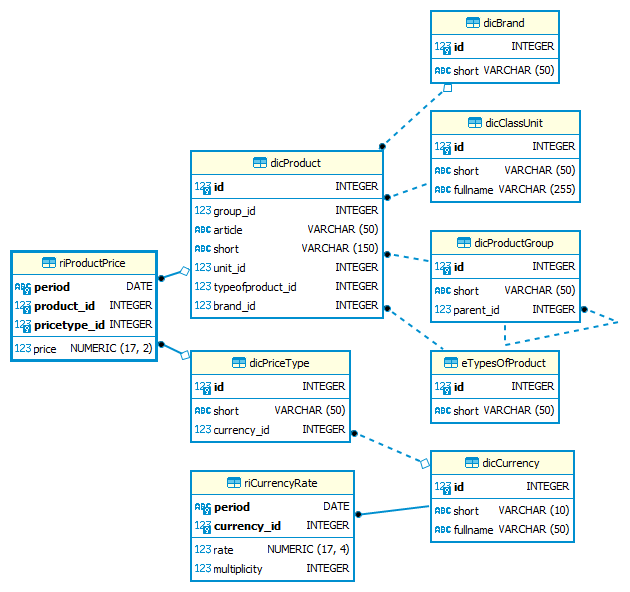 dicBrand
123 id INTEGER
ABC short VARCHAR (50)
dicClassUnit
123 id INTEGER
ABC short VARCHAR (50)
ABC fullname VARCHAR (255)
dicProduct
123 id INTEGER
123 group_id INTEGER
ABC article VARCHAR (50)
ABC short VARCHAR (150)
123 unit_id INTEGER
123 typeofproduct_id INTEGER
123 brand_id INTEGER
dicProductGroup
123 id INTEGER
ABC short VARCHAR (50)
123 parent_id INTEGER
riProductPrice
ABC period DATE
123 product_id INTEGER
123 pricetype_id INTEGER
123 price NUMERIC (17, 2)
dicPriceType
123 id INTEGER
ABC short VARCHAR (50)
123 currency_id INTEGER
eTypesOfProduct
123 id INTEGER
ABC short VARCHAR (50)
dicCurrency
123 id INTEGER
ABC short VARCHAR (10)
ABC fullname VARCHAR (50)
riCurrencyRate
ABC period DATE
123 currency_id INTEGER
123 rate NUMERIC (17, 4)
123 multiplicity INTEGER